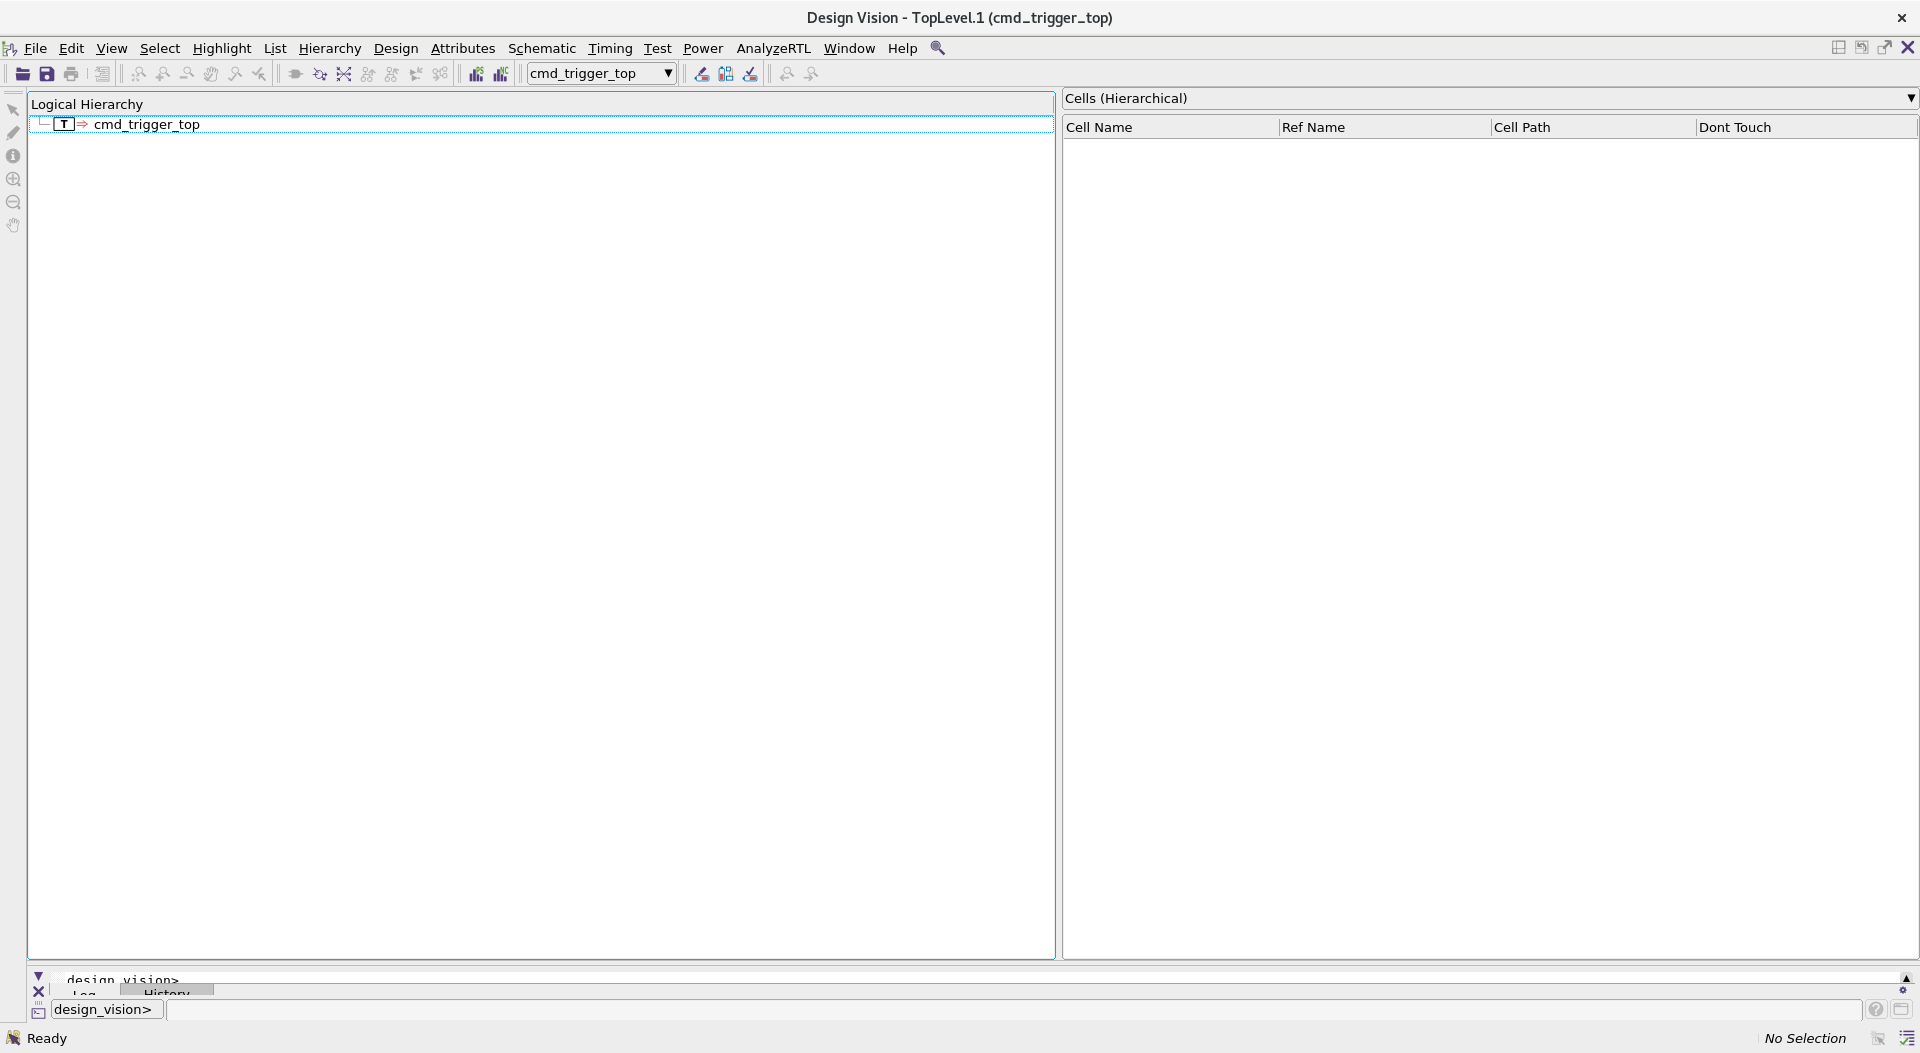 Design Vision - TopLevel.1 (cmd_trigger_top)
File Edit View Select Highlight List Hierarchy Design Attributes Schematic Timing Test Power AnalyzeRTL Window Help
cmd_trigger_top
Logical Hierarchy
T cmd_trigger_top
Cells (Hierarchical)
Cell Name Ref Name Cell Path Dont Touch
design_vision>
Log History
design_vision>
Ready
No Selection